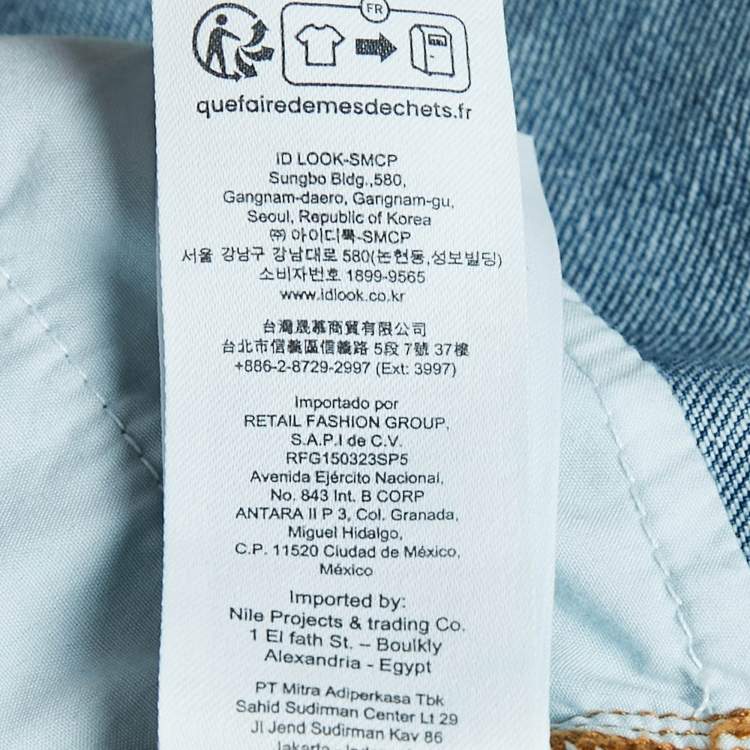 FR
quefairedemesdechets.fr
iD LOOK-SMCP
Sungbo Bldg.,580,
Gangnam-daero, Gangnam-gu,
Seoul, Republic of Korea
㈜ 아이디룩-SMCP
서울 강남구 강남대로 580(논현동,성보빌딩)
소비자번호 1899-9565
www.idlook.co.kr
台灣晟慕商貿有限公司
台北市信義區信義路 5段 7號 37樓
+886-2-8729-2997 (Ext: 3997)
Importado por
RETAIL FASHION GROUP,
S.A.P.I de C.V.
RFG150323SP5
Avenida Ejército Nacional,
No. 843 Int. B CORP
ANTARA II P 3, Col. Granada,
Miguel Hidalgo,
C.P. 11520 Ciudad de México,
México
Imported by:
Nile Projects & trading Co.
1 El fath St. – Boulkly
Alexandria - Egypt
PT Mitra Adiperkasa Tbk
Sahid Sudirman Center Lt 29
Jl Jend Sudirman Kav 86